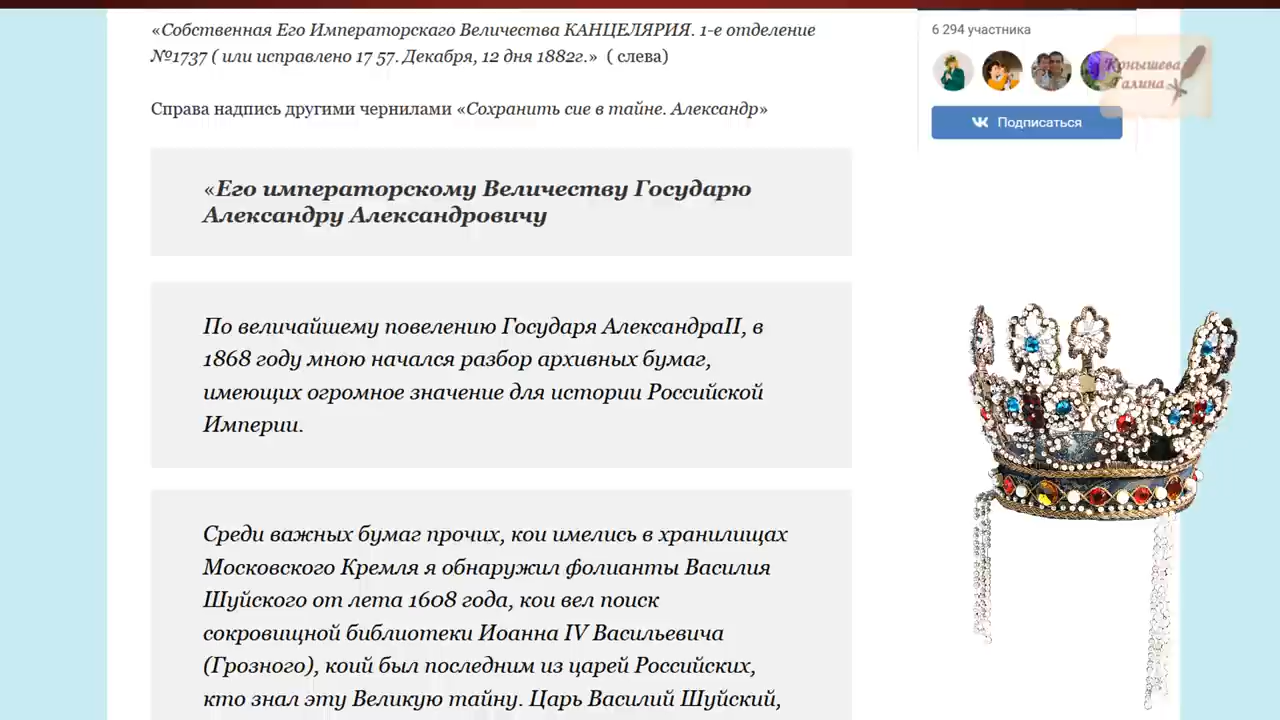 «Собственная Его Императорскаго Величества КАНЦЕЛЯРИЯ. 1-е отделение
№1737 ( или исправлено 17 57. Декабря, 12 дня 1882г.» ( слева)
Справа надпись другими чернилами «Сохранить сие в тайне. Александр»
«Его императорскому Величеству Государю
Александру Александровичу
По величайшему повелению Государя АлександраII, в
1868 году мною начался разбор архивных бумаг,
имеющих огромное значение для истории Российской
Империи.
Среди важных бумаг прочих, кои имелись в хранилищах
Московского Кремля я обнаружил фолианты Василия
Шуйского от лета 1608 года, кои вел поиск
сокровищной библиотеки Иоанна IV Васильевича
(Грозного), коий был последним из царей Российских,
кто знал эту Великую тайну. Царь Василий Шуйский,
6 294 участника
Конышева
Галина
Подписаться